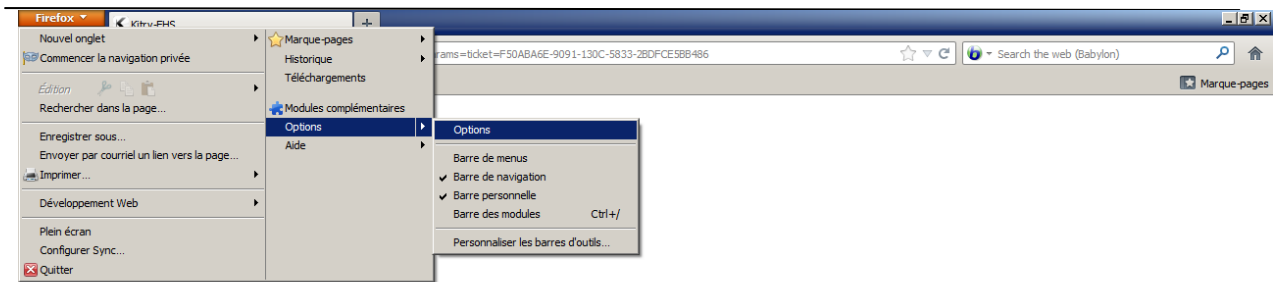 Firefox
Kitry-EHS
Nouvel onglet
Commencer la navigation privée
Édition
Rechercher dans la page...
Enregistrer sous...
Envoyer par courriel un lien vers la page...
Imprimer...
Développement Web
Plein écran
Configurer Sync...
Quitter
Marque-pages
Historique
Téléchargements
Modules complémentaires
Options
Aide
Options
Barre de menus
Barre de navigation
Barre personnelle
Barre des modules Ctrl+/
Personnaliser les barres d'outils...
rams=ticket=F50ABA6E-9091-130C-5833-2BDFCE5BB486
Search the web (Babylon)
Marque-pages